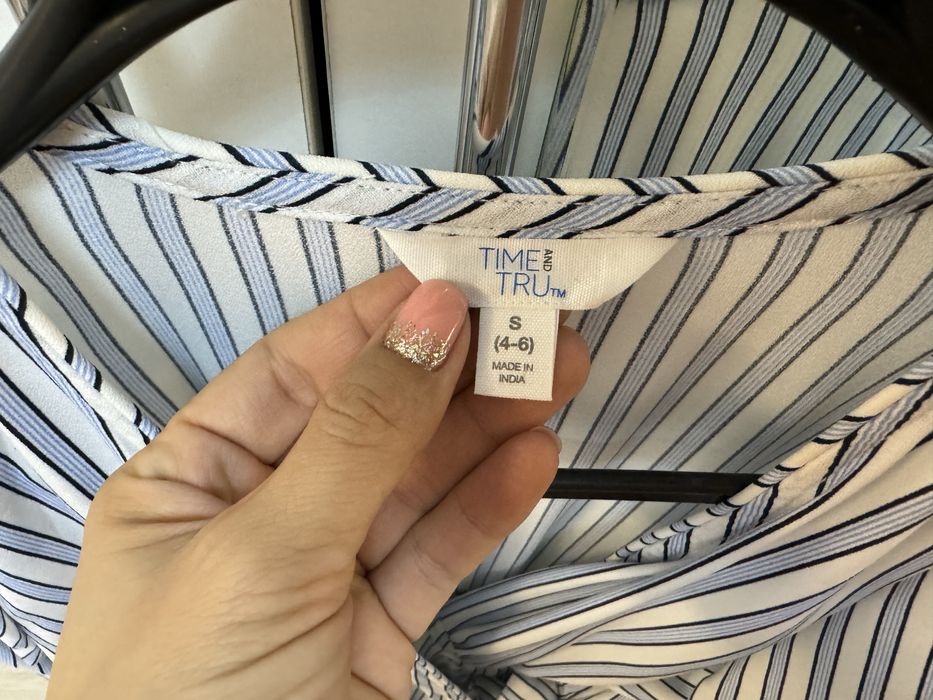 TIME AND
TRU™
S
(4-6)
MADE IN
INDIA